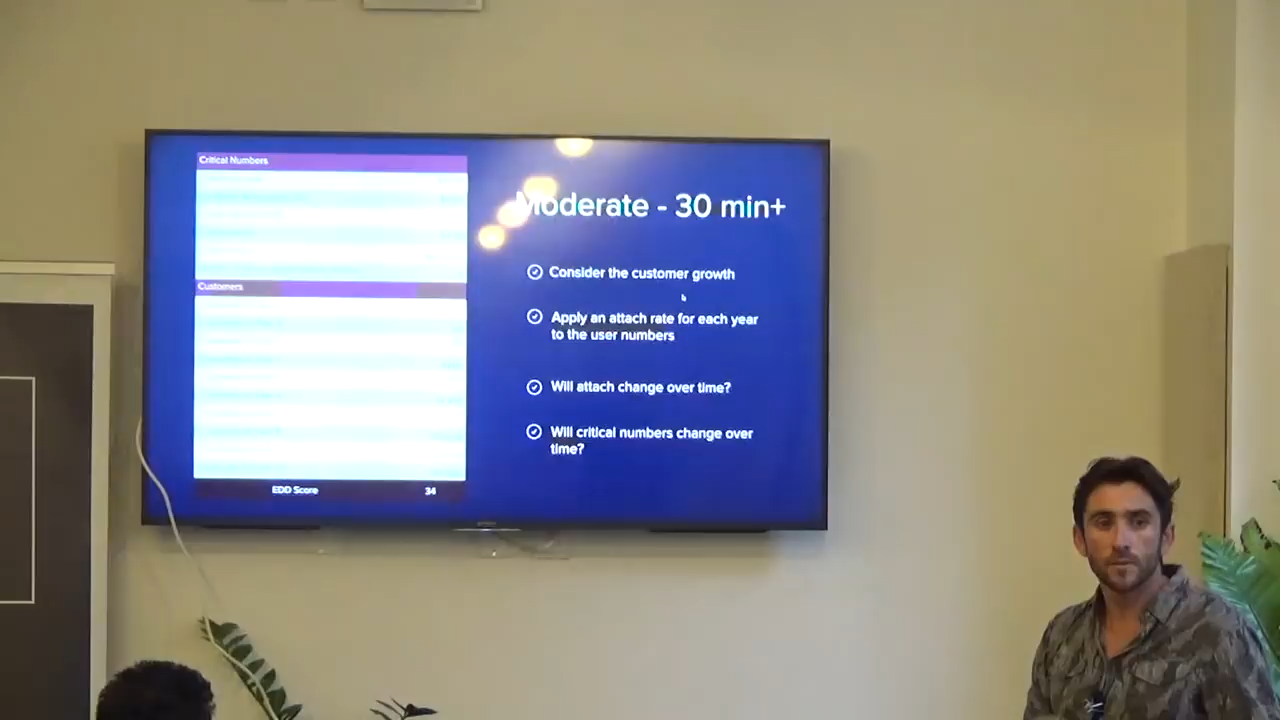 Critical Numbers
Customers
EDD Score 34
Moderate - 30 min+
Consider the customer growth
Apply an attach rate for each year
to the user numbers
Will attach change over time?
Will critical numbers change over
time?